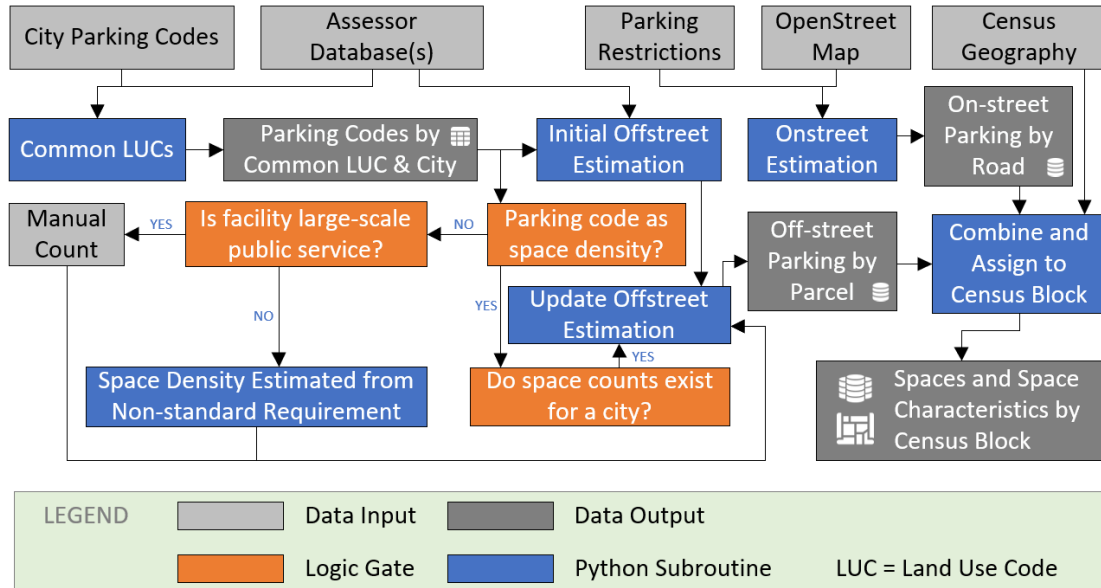 City Parking Codes
Assessor
Database(s)
Parking
Restrictions
OpenStreet
Map
Census
Geography
Common LUCs
Parking Codes by
Common LUC & City
Initial Offstreet
Estimation
Onstreet
Estimation
On-street
Parking by
Road
Manual
Count
YES
Is facility large-scale
public service?
NO
Parking code as
space density?
Off-street
Parking by
Parcel
Combine and
Assign to
Census Block
NO
YES
Update Offstreet
Estimation
YES
Space Density Estimated from
Non-standard Requirement
Do space counts exist
for a city?
Spaces and Space
Characteristics by
Census Block
LEGEND
Data Input
Data Output
Logic Gate
Python Subroutine
LUC = Land Use Code